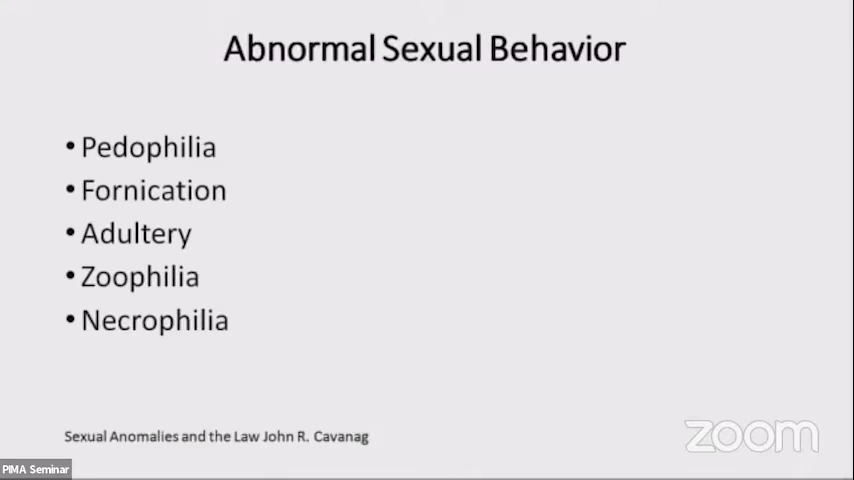 Abnormal Sexual Behavior
• Pedophilia
• Fornication
• Adultery
• Zoophilia
• Necrophilia
Sexual Anomalies and the Law John R. Cavanag
zoom
PIMA Seminar